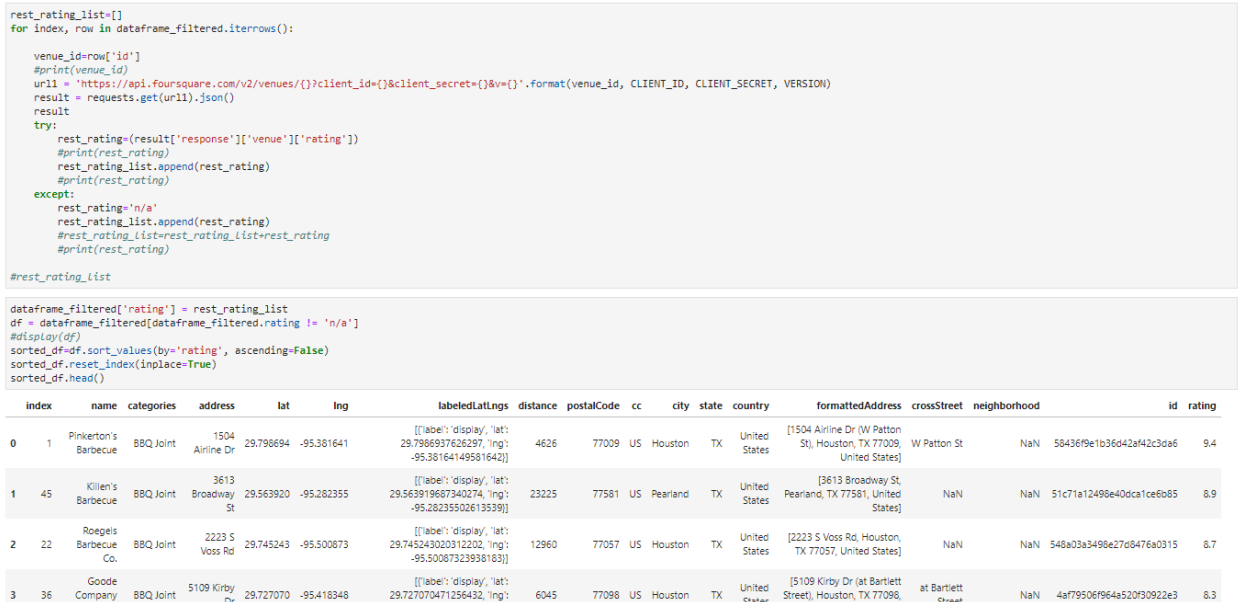 rest_rating_list=[]
for index, row in dataframe_filtered.iterrows():
venue_id=row['id']
#print(venue_id)
url1 = 'https://api.foursquare.com/v2/venues/{}?client_id={}&client_secret={}&v={}'.format(venue_id, CLIENT_ID, CLIENT_SECRET, VERSION)
result = requests.get(url1).json()
result
try:
rest_rating=(result['response']['venue']['rating'])
#print(rest_rating)
rest_rating_list.append(rest_rating)
#print(rest_rating)
except:
rest_rating='n/a'
rest_rating_list.append(rest_rating)
#rest_rating_list=rest_rating_list+rest_rating
#print(rest_rating)
#rest_rating_list
dataframe_filtered['rating'] = rest_rating_list
df = dataframe_filtered[dataframe_filtered.rating != 'n/a']
#display(df)
sorted_df=df.sort_values(by='rating', ascending=False)
sorted_df.reset_index(inplace=True)
sorted_df.head()
index name categories address lat lng labeledLatLngs distance postalCode cc city state country formattedAddress crossStreet neighborhood id rating
Pinkerton's 1504 [{'label': 'display', 'lat': United [1504 Airline Dr (W Patton
0 1 Barbecue BBQ Joint Airline Dr 29.798694 -95.381641 29.7986937626297, 'lng': 4626 77009 US Houston TX States St), Houston, TX 77009, W Patton St NaN 58436f9e1b36d42af42c3da6 9.4
-95.38164149581642}] United States]
3613 [{'label': 'display', 'lat': [3613 Broadway St,
1 45 Killen's Barbecue BBQ Joint Broadway St 29.563920 -95.282355 29.563919687340274, 'lng': 23225 77581 US Pearland TX United States Pearland, TX 77581, United NaN NaN 51c71a12498e40dca1ce6b85 8.9
-95.28235502613539}] States]
Roegels [{'label': 'display', 'lat':
2 22 Barbecue Co. BBQ Joint 2223 S Voss Rd 29.745243 -95.500873 29.745243020312202, 'lng': 12960 77057 US Houston TX United States [2223 S Voss Rd, Houston, TX 77057, United States] NaN NaN 548a03a3498e27d8476a0315 8.7
-95.50087323938183}]
Goode [{'label': 'display', 'lat': [5109 Kirby Dr (at Bartlett
3 36 Company BBQ Joint 5109 Kirby Dr 29.727070 -95.418348 29.727070471256432, 'lng': 6045 77098 US Houston TX United States Street), Houston, TX 77098, at Bartlett Street NaN 4af79506f964a520f30922e3 8.3